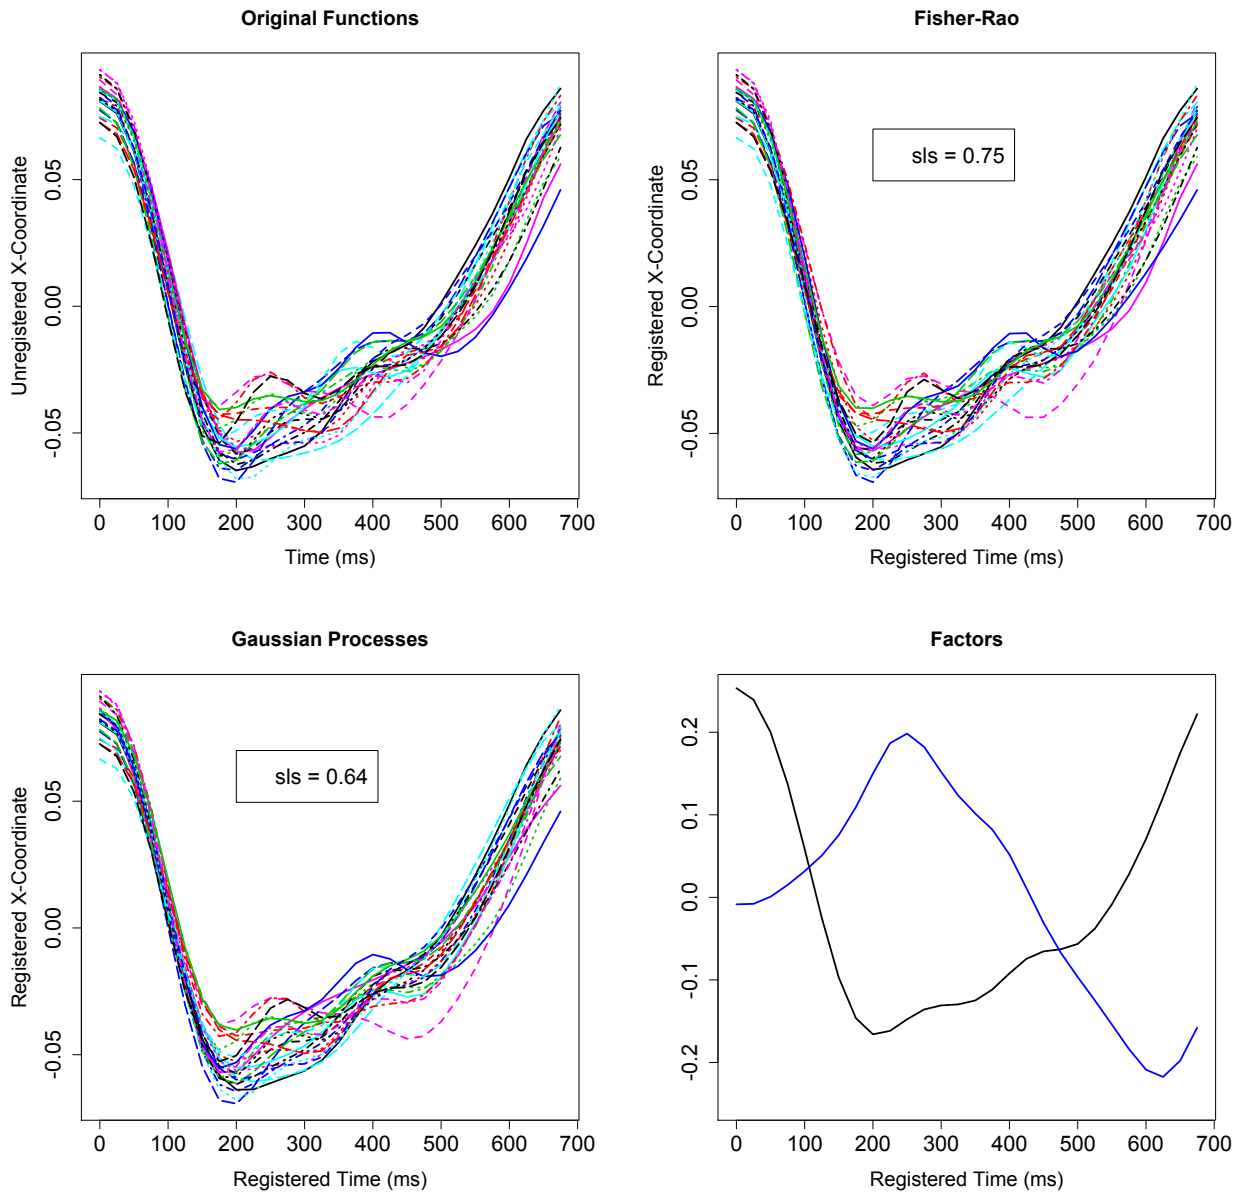 Original Functions
Unregistered X-Coordinate
0.05
0.00
-0.05
0 100 200 300 400 500 600 700
Time (ms)
Fisher-Rao
Registered X-Coordinate
0.05
0.00
-0.05
sls = 0.75
0 100 200 300 400 500 600 700
Registered Time (ms)
Gaussian Processes
Registered X-Coordinate
0.05
0.00
-0.05
sls = 0.64
0 100 200 300 400 500 600 700
Registered Time (ms)
Factors
0.2
0.1
0.0
-0.1
-0.2
0 100 200 300 400 500 600 700
Registered Time (ms)